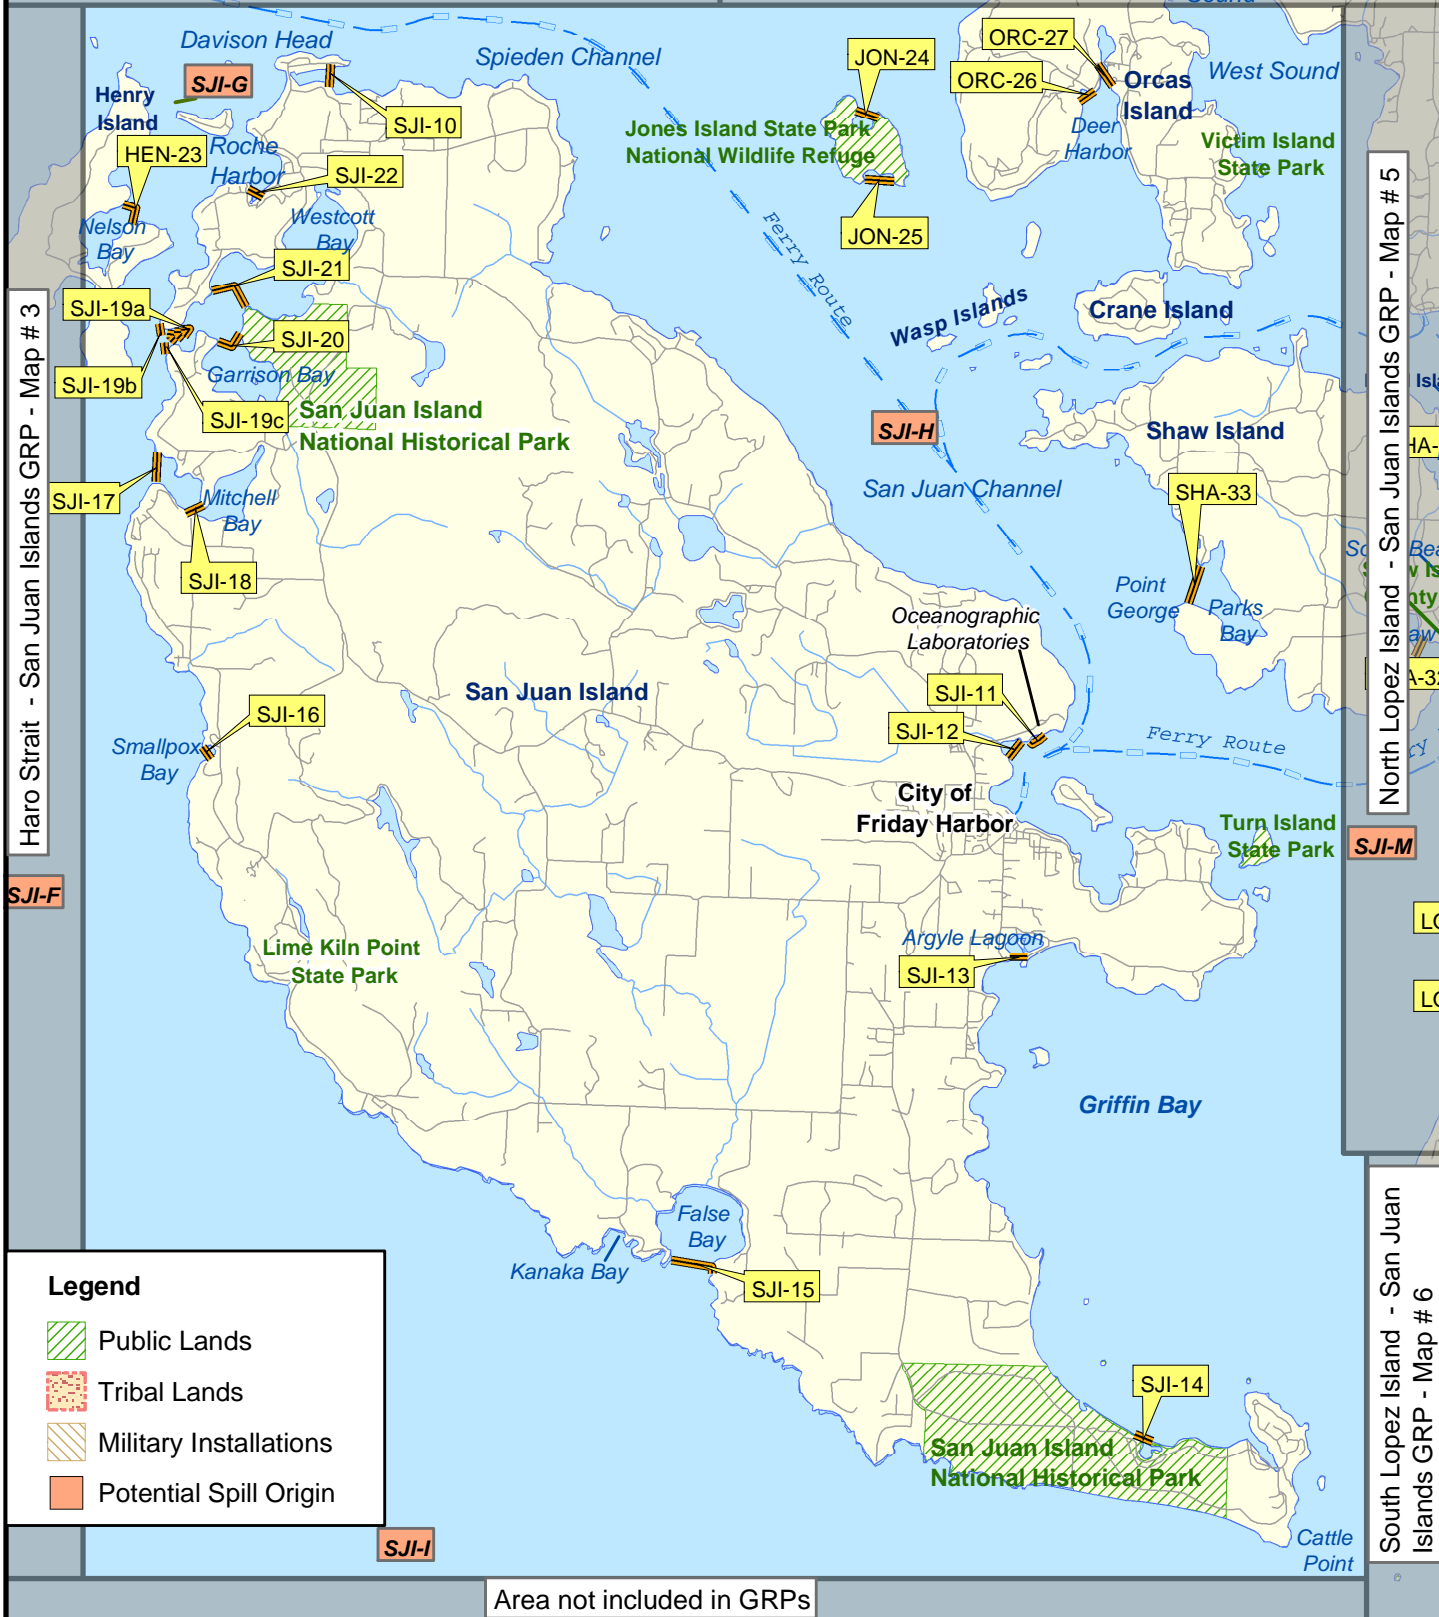 Sound
Davison Head
Spieden Channel
JON-24
ORC-27
ORC-26
Orcas
Island
West Sound
SJI-G
Henry
Island
SJI-10
Jones Island State Park
National Wildlife Refuge
Deer
Harbor
Victim Island
State Park
HEN-23
Roche
Harbor
SJI-22
Nelson
Bay
Westcott
Bay
JON-25
Ferry Route
SJI-21
SJI-19a
SJI-20
Wasp Islands
Crane Island
SJI-19b
Garrison Bay
SJI-19c
San Juan Island
National Historical Park
SJI-H
Shaw Island
San Juan Channel
SHA-33
SJI-17
Mitchell
Bay
SJI-18
Point
George
Parks
Bay
Oceanographic
Laboratories
San Juan Island
SJI-11
SJI-12
SJI-16
Smallpox
Bay
Ferry Route
City of
Friday Harbor
Turn Island
State Park
SJI-M
SJI-F
Lime Kiln Point
State Park
Argyle Lagoon
SJI-13
Griffin Bay
False
Bay
Kanaka Bay
SJI-15
SJI-14
San Juan Island
National Historical Park
Cattle
Point
SJI-I
Haro Strait - San Juan Islands GRP - Map # 3
North Lopez Island - San Juan Islands GRP - Map # 5
South Lopez Island - San Juan
Islands GRP - Map # 6
Legend
Public Lands
Tribal Lands
Military Installations
Potential Spill Origin
Area not included in GRPs